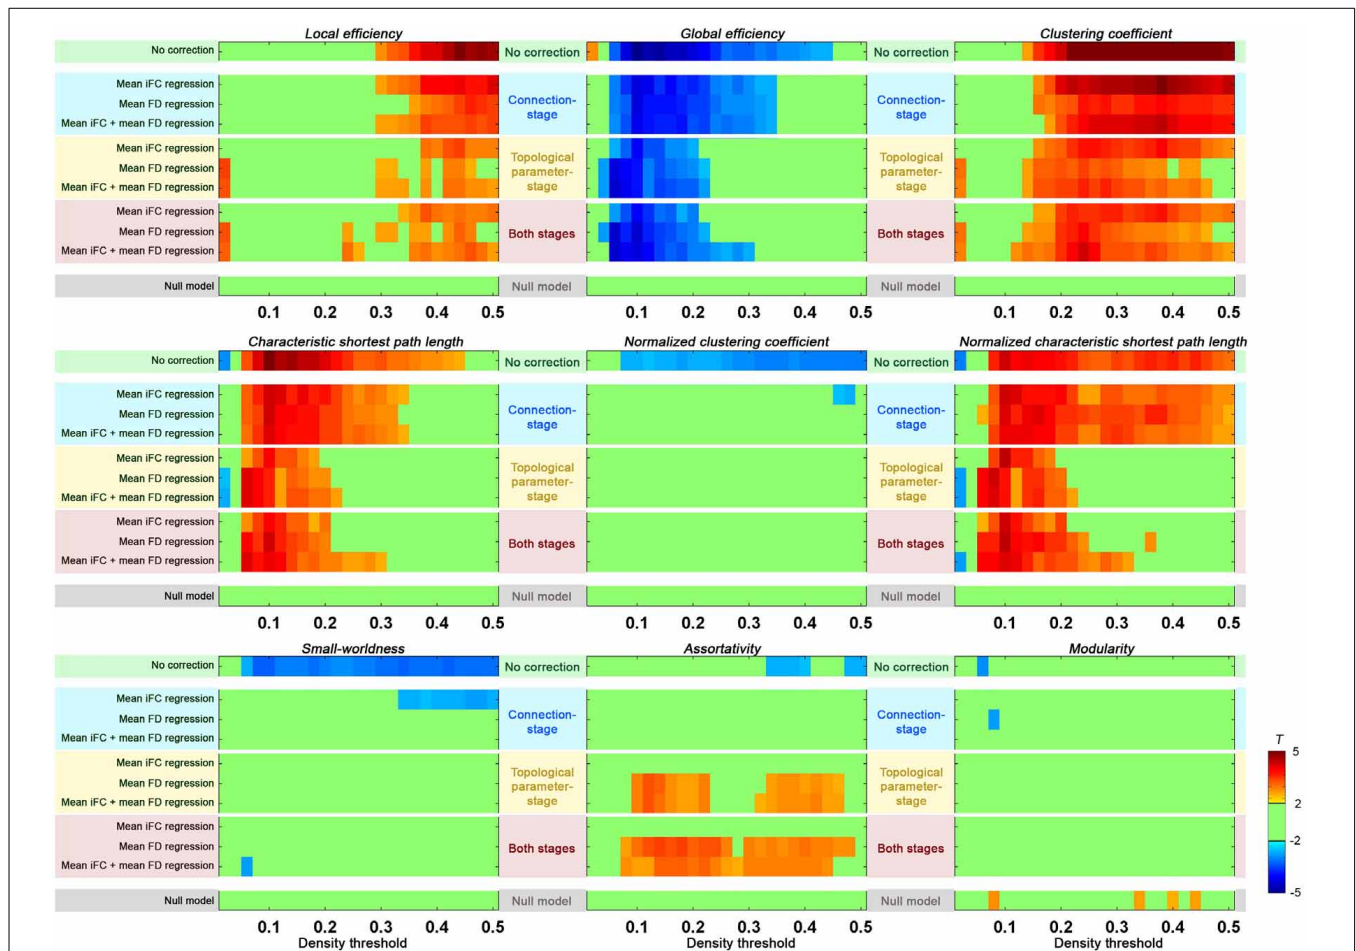 Local efficiency
Global efficiency
Clustering coefficient
No correction
No correction
No correction
Mean iFC regression
Mean FD regression
Mean iFC + mean FD regression
Connection-
stage
Connection-
stage
Mean iFC regression
Mean FD regression
Mean iFC + mean FD regression
Topological
parameter-
stage
Topological
parameter-
stage
Mean iFC regression
Mean FD regression
Mean iFC + mean FD regression
Both stages
Both stages
Null model
Null model
Null model
0.1 0.2 0.3 0.4 0.5
0.1 0.2 0.3 0.4 0.5
0.1 0.2 0.3 0.4 0.5
Characteristic shortest path length
Normalized clustering coefficient
Normalized characteristic shortest path length
No correction
No correction
No correction
Mean iFC regression
Mean FD regression
Mean iFC + mean FD regression
Connection-
stage
Connection-
stage
Mean iFC regression
Mean FD regression
Mean iFC + mean FD regression
Topological
parameter-
stage
Topological
parameter-
stage
Mean iFC regression
Mean FD regression
Mean iFC + mean FD regression
Both stages
Both stages
Null model
Null model
Null model
0.1 0.2 0.3 0.4 0.5
0.1 0.2 0.3 0.4 0.5
0.1 0.2 0.3 0.4 0.5
Small-worldness
Assortativity
Modularity
No correction
No correction
No correction
Mean iFC regression
Mean FD regression
Mean iFC + mean FD regression
Connection-
stage
Connection-
stage
Mean iFC regression
Mean FD regression
Mean iFC + mean FD regression
Topological
parameter-
stage
Topological
parameter-
stage
Mean iFC regression
Mean FD regression
Mean iFC + mean FD regression
Both stages
Both stages
Null model
Null model
Null model
0.1 0.2 0.3 0.4 0.5
0.1 0.2 0.3 0.4 0.5
0.1 0.2 0.3 0.4 0.5
Density threshold
Density threshold
Density threshold
T
5
2
-2
-5